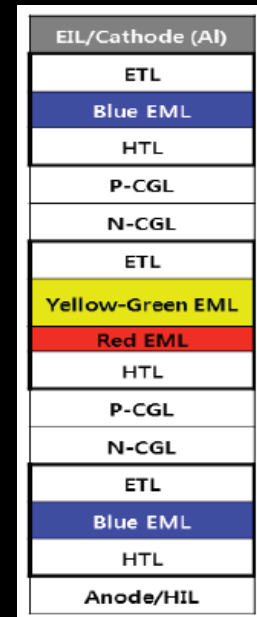 EIL/Cathode (Al)
ETL
Blue EML
HTL
P-CGL
N-CGL
ETL
Yellow-Green EML
Red EML
HTL
P-CGL
N-CGL
ETL
Blue EML
HTL
Anode/HIL